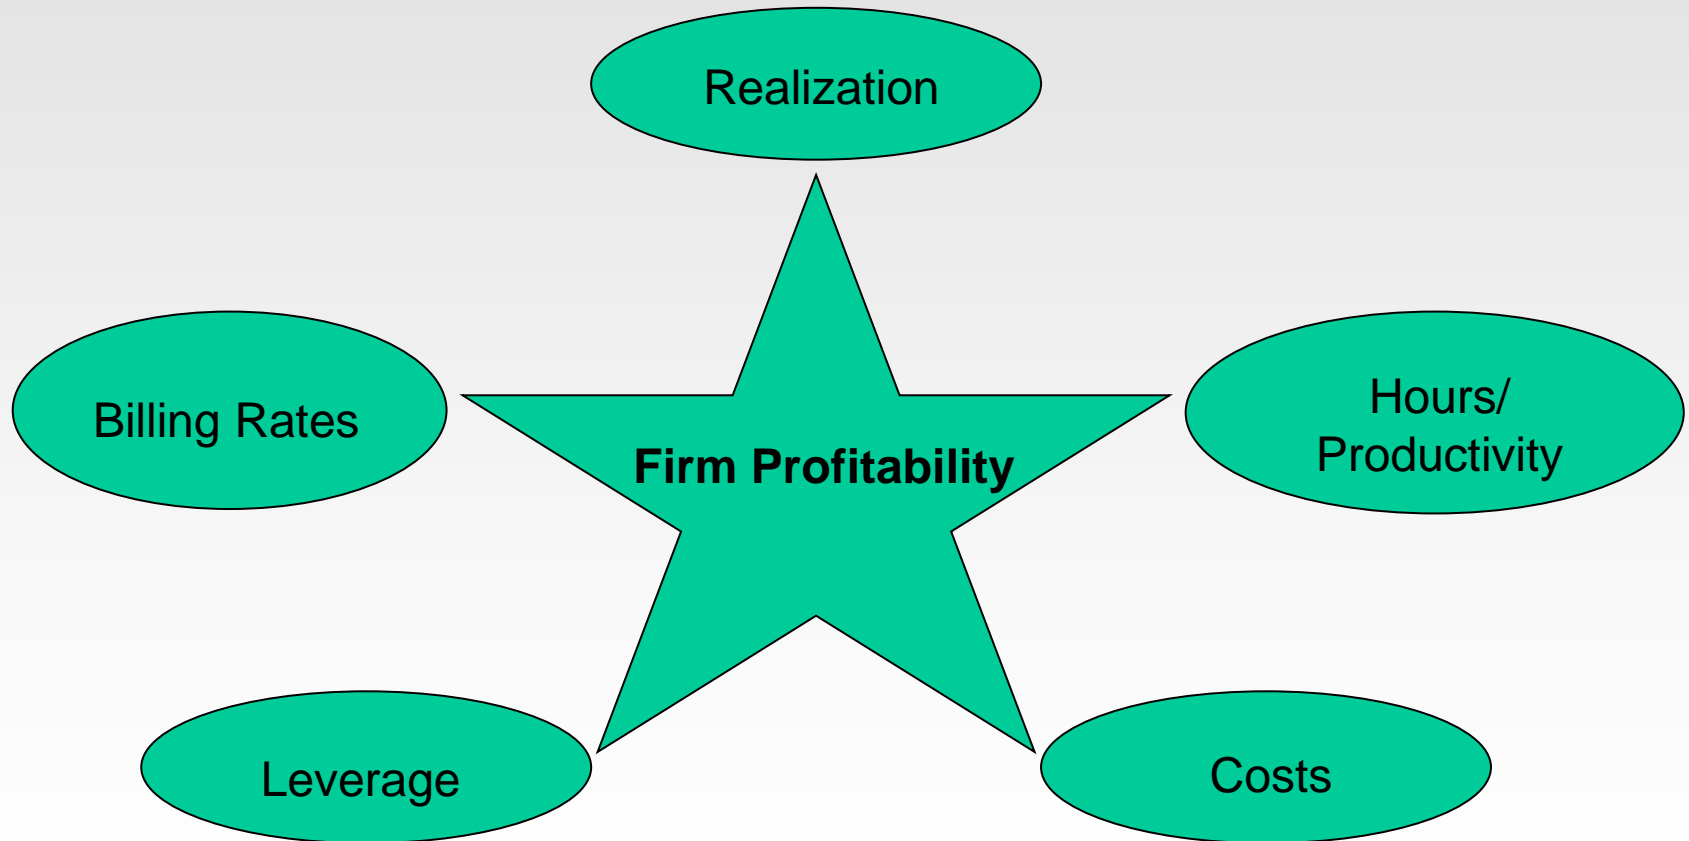 Realization
Billing Rates
Hours/
Productivity
Firm Profitability
Leverage
Costs